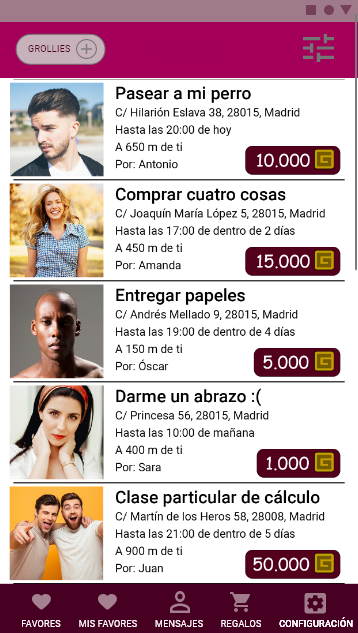 GROLLIES
Pasear a mi perro
C/ Hilarión Eslava 38, 28015, Madrid
Hasta las 20:00 de hoy
A 650 m de ti
Por: Antonio
10.000 G
Comprar cuatro cosas
C/ Joaquín María López 5, 28015, Madrid
Hasta las 17:00 de dentro de 2 días
A 450 m de ti
Por: Amanda
15.000 G
Entregar papeles
C/ Andrés Mellado 9, 28015, Madrid
Hasta las 19:00 de dentro de 4 días
A 150 m de ti
Por: Óscar
5.000 G
Darme un abrazo :(
C/ Princesa 56, 28015, Madrid
Hasta las 10:00 de mañana
A 400 m de ti
Por: Sara
1.000 G
Clase particular de cálculo
C/ Martín de los Heros 58, 28008, Madrid
Hasta las 21:00 de dentro de 5 días
A 900 m de ti
Por: Juan
50.000 G
FAVORES MIS FAVORES MENSAJES REGALOS CONFIGURACIÓN